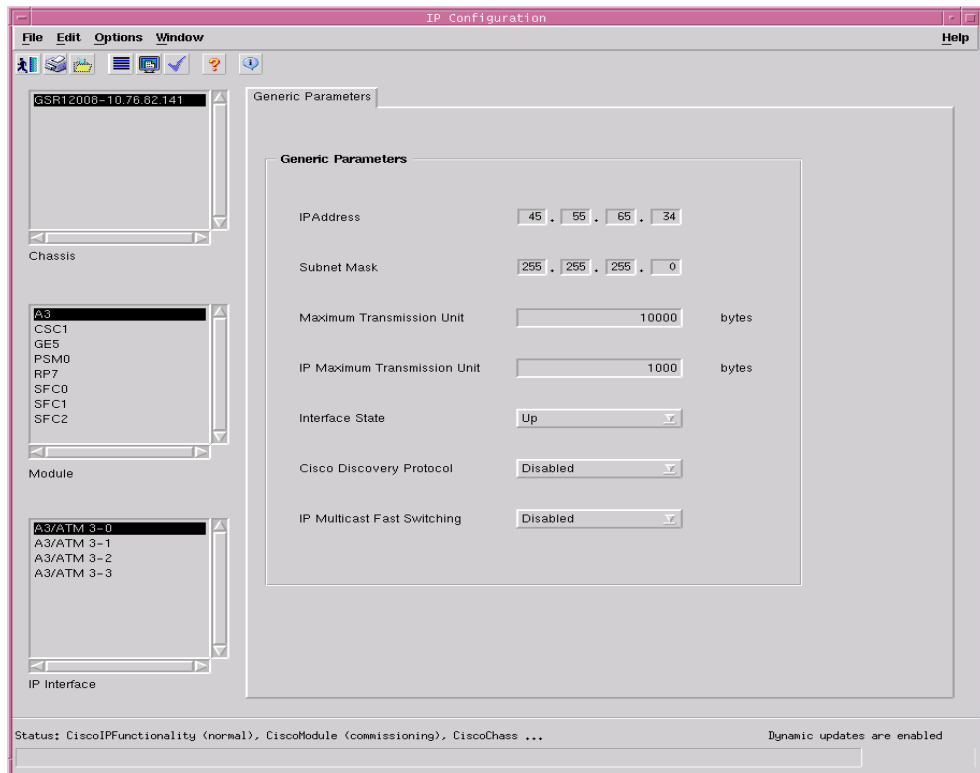 IP Configuration
File Edit Options Window Help
GSR12008-10.76.82.141
Chassis
A3
CSC1
GE5
PSM0
RP7
SFC0
SFC1
SFC2
Module
A3/ATM 3-0
A3/ATM 3-1
A3/ATM 3-2
A3/ATM 3-3
IP Interface
Generic Parameters
Generic Parameters
IPAddress 45 . 55 . 65 . 34
Subnet Mask 255 . 255 . 255 . 0
Maximum Transmission Unit 10000 bytes
IP Maximum Transmission Unit 1000 bytes
Interface State Up
Cisco Discovery Protocol Disabled
IP Multicast Fast Switching Disabled
Status: CiscoIPFunctionality (normal), CiscoModule (commissioning), CiscoChass ... Dynamic updates are enabled